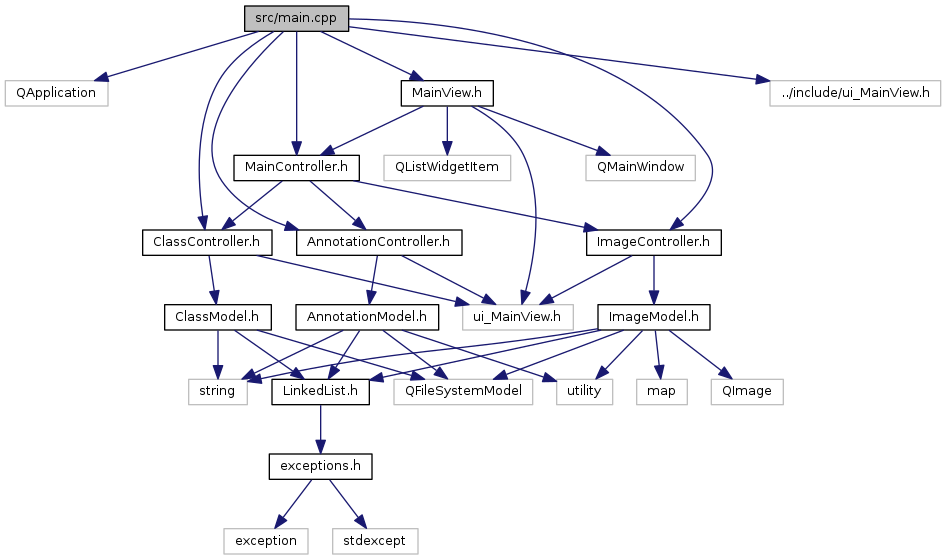 src/main.cpp
QApplication
MainView.h
../include/ui_MainView.h
MainController.h
QListWidgetItem
QMainWindow
ClassController.h
AnnotationController.h
ImageController.h
ClassModel.h
AnnotationModel.h
ui_MainView.h
ImageModel.h
string
LinkedList.h
QFileSystemModel
utility
map
QImage
exceptions.h
exception
stdexcept